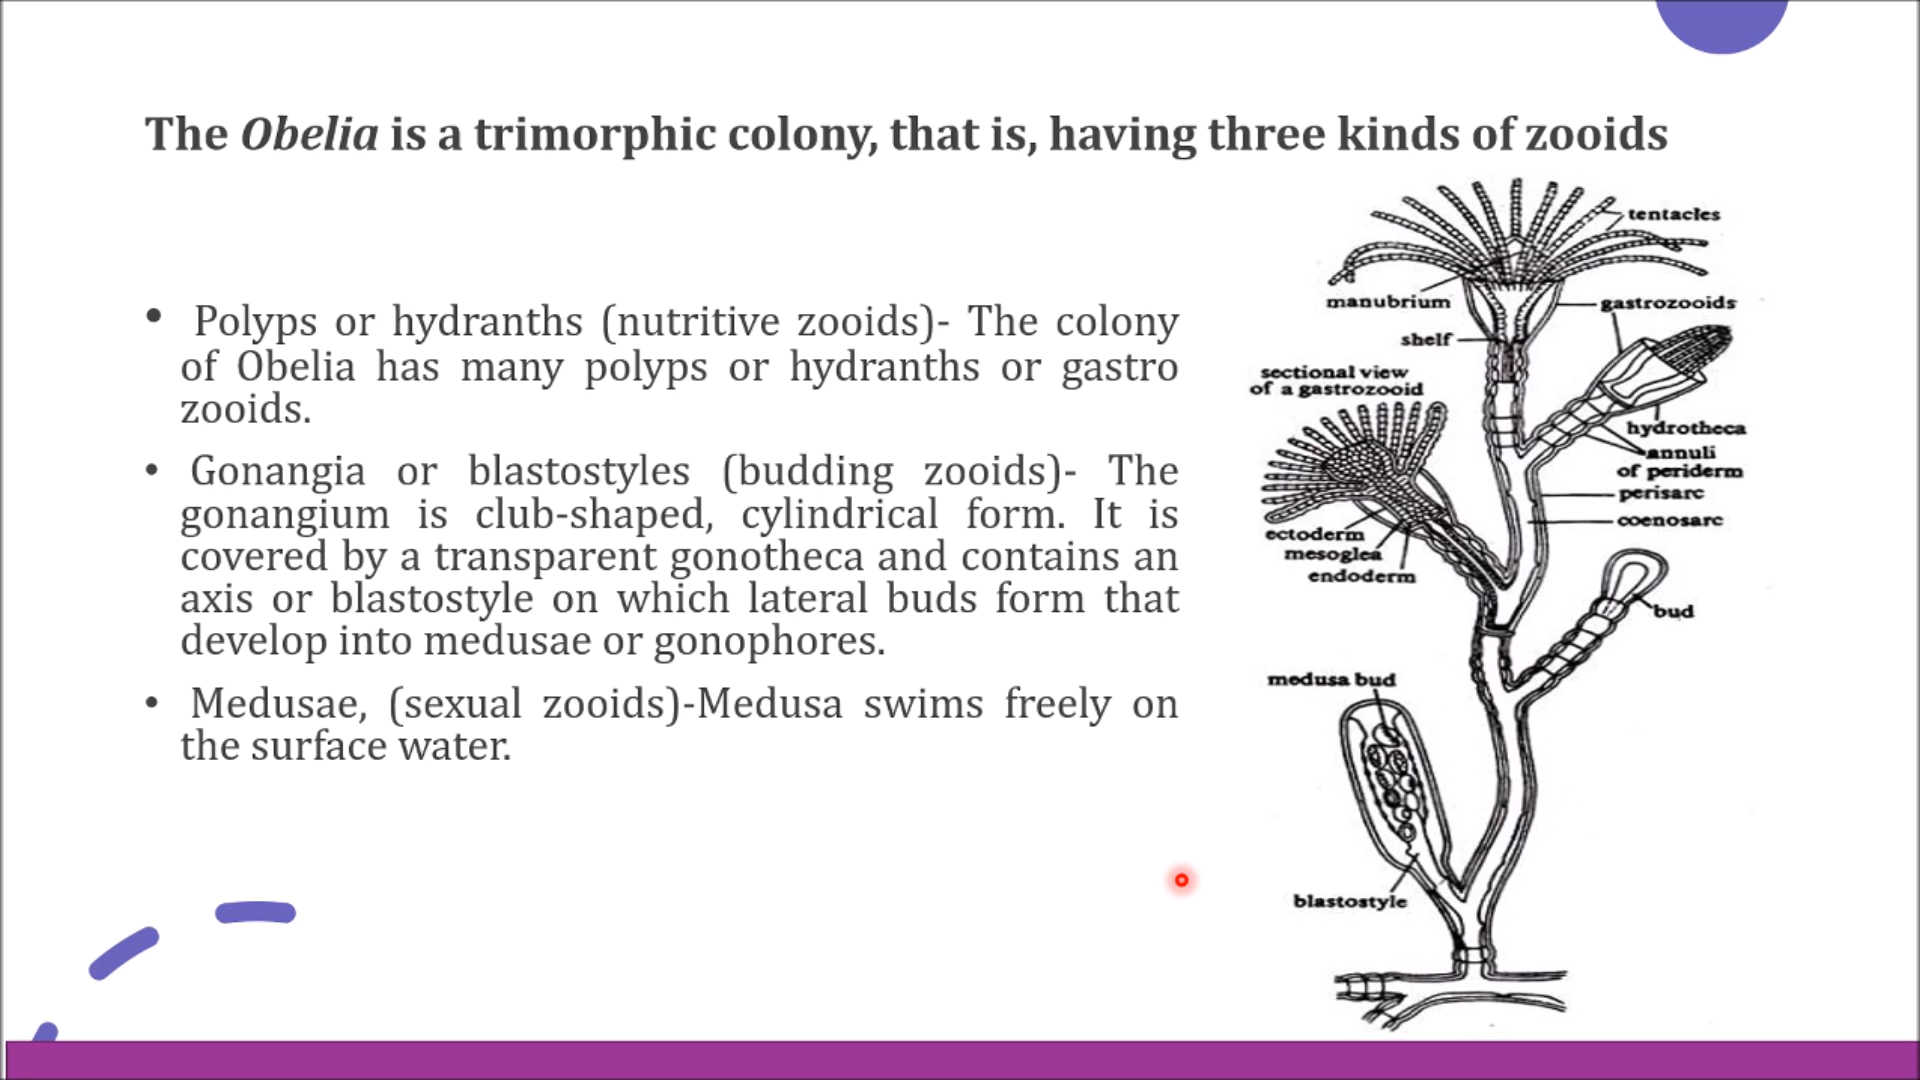 The Obelia is a trimorphic colony, that is, having three kinds of zooids
• Polyps or hydranths (nutritive zooids)- The colony
of Obelia has many polyps or hydranths or gastro
zooids.
• Gonangia or blastostyles (budding zooids)- The
gonangium is club-shaped, cylindrical form. It is
covered by a transparent gonotheca and contains an
axis or blastostyle on which lateral buds form that
develop into medusae or gonophores.
• Medusae, (sexual zooids)-Medusa swims freely on
the surface water.
tentacles
manubrium
gastrozooids
shelf
sectional view
of a gastrozooid
hydrotheca
annuli
of periderm
perisarc
coenosarc
ectoderm
mesoglea
endoderm
bud
medusa bud
blastostyle